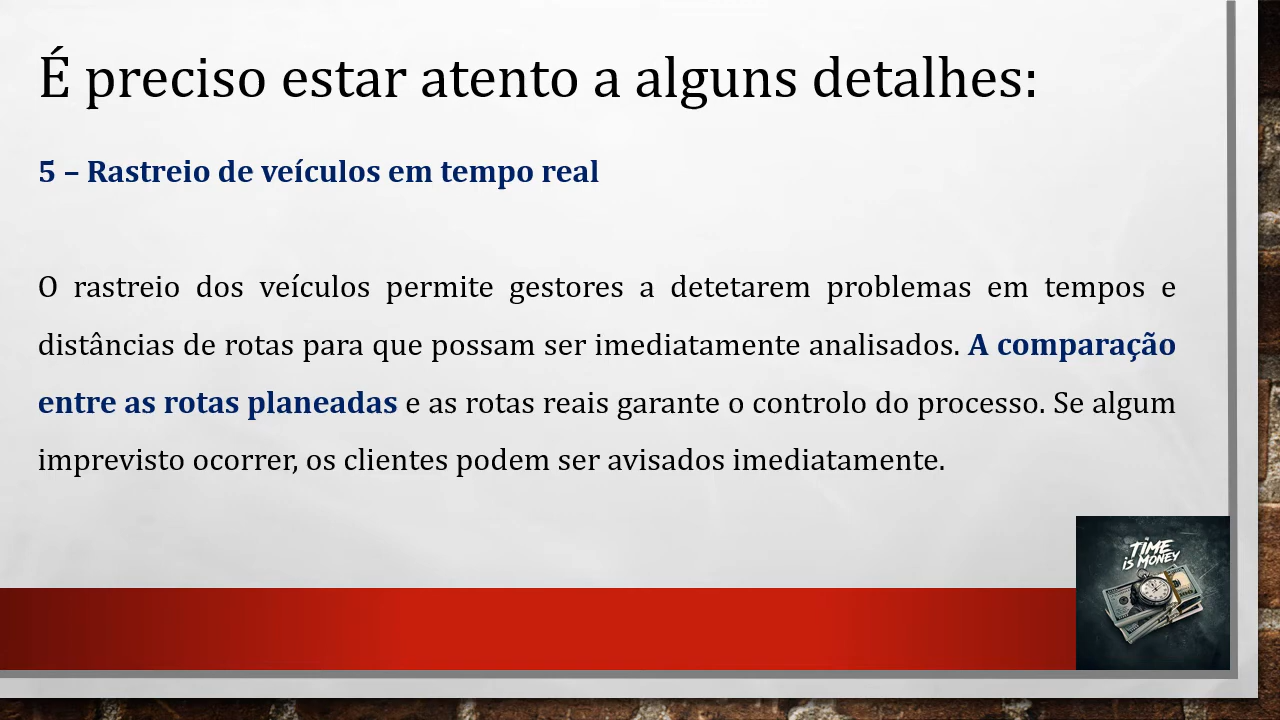 É preciso estar atento a alguns detalhes:
5 – Rastreio de veículos em tempo real
O rastreio dos veículos permite gestores a detetarem problemas em tempos e
distâncias de rotas para que possam ser imediatamente analisados. A comparação
entre as rotas planeadas e as rotas reais garante o controlo do processo. Se algum
imprevisto ocorrer, os clientes podem ser avisados imediatamente.
TIME
IS MONEY